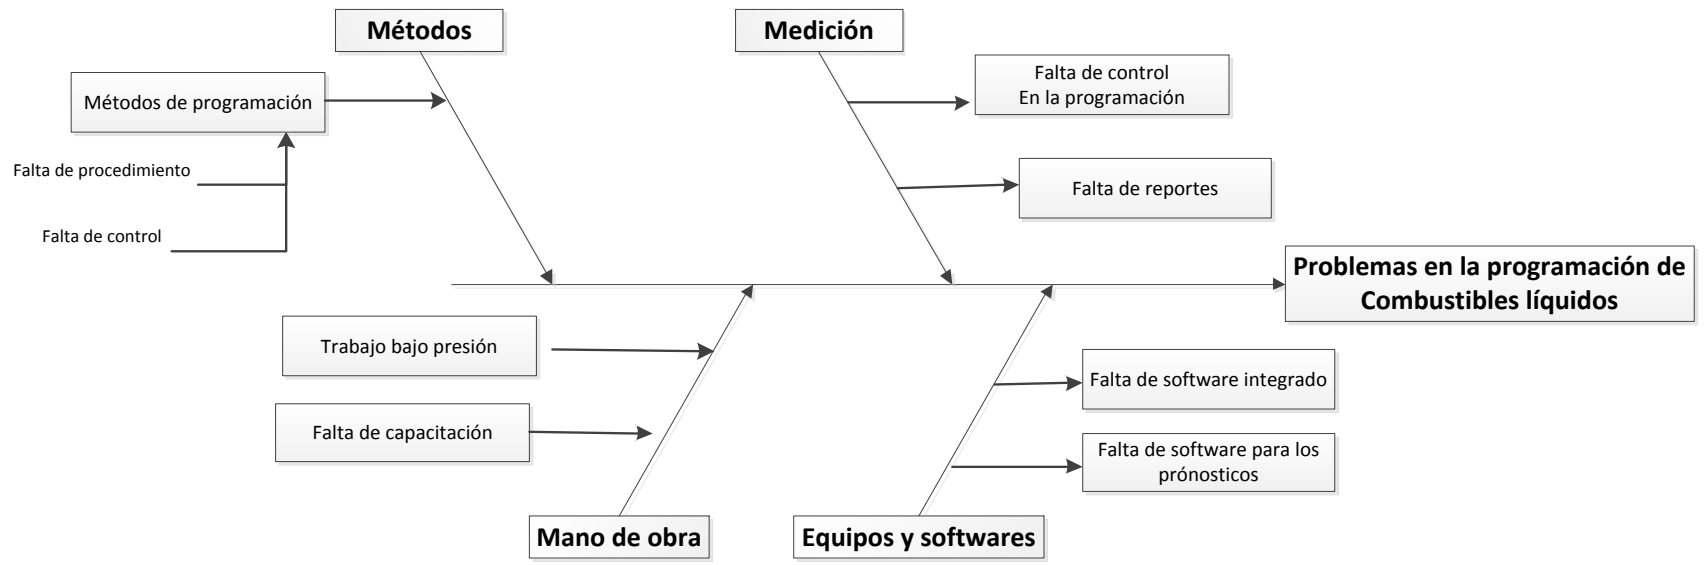 Métodos
Medición
Métodos de programación
Falta de procedimiento
Falta de control
Falta de control
En la programación
Falta de reportes
Problemas en la programación de
Combustibles líquidos
Trabajo bajo presión
Falta de capacitación
Falta de software integrado
Falta de software para los
prónosticos
Mano de obra
Equipos y softwares